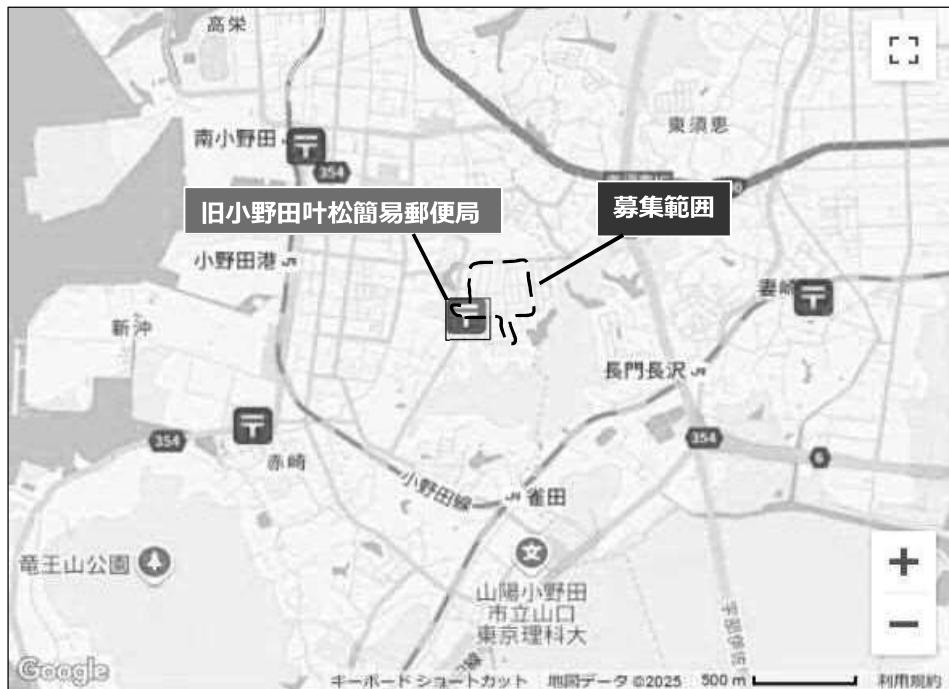 高栄
東須恵
南小野田
354
旧小野田叶松簡易郵便局
募集範囲
小野田港
妻崎
新沖
長門長沢
354
354
6
赤崎
小野田線
雀田
竜王山公園
山陽小野田
市立山口
東京理科大
Google
キーボード ショートカット
地図データ ©2025
500 m
利用規約